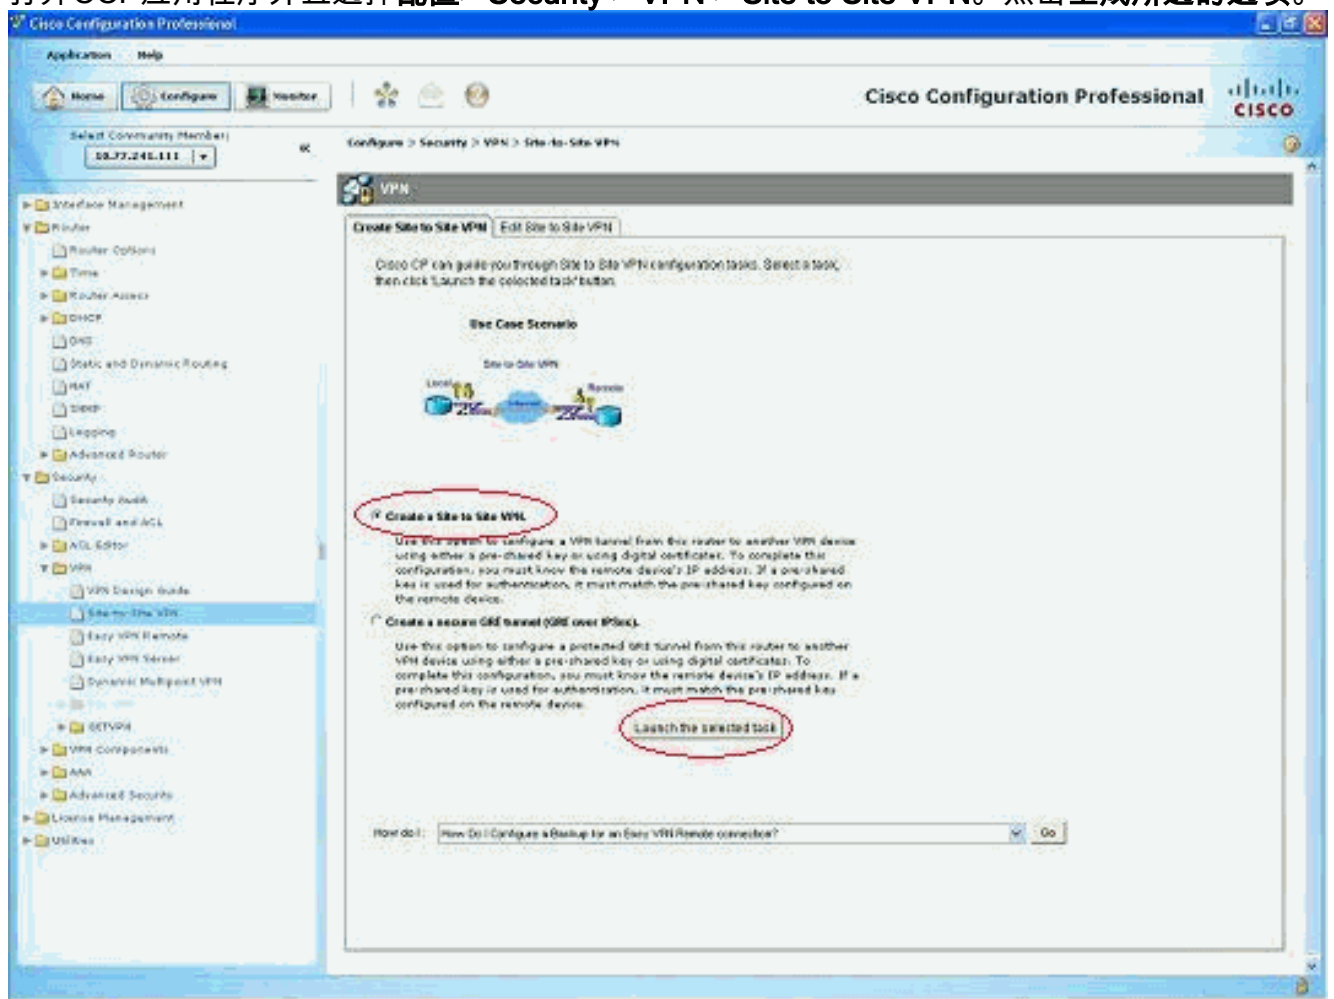 打开CCP应用程序并且选择配置> Security > VPN > Site to Site VPN。点击生成所选的选项。
Cisco Configuration Professional
Application Help
Home Configure Monitor
Cisco Configuration Professional
CISCO
Select Community Member:
10.77.241.111
Configure > Security > VPN > Site-to-Site VPN
Interface Management
Router
Router Options
Time
Router Access
DHCP
DNS
Static and Dynamic Routing
NAT
SNMP
Logging
Advanced Router
Security
Security Audit
Firewall and ACL
ACL Editor
VPN
VPN Design Guide
Site-to-Site VPN
Easy VPN Remote
Easy VPN Server
Dynamic Multipoint VPN
GETVPN
VPN Components
AAA
Advanced Security
License Management
Utilities
VPN
Create Site to Site VPN Edit Site to Site VPN
Cisco CP can guide you through Site to Site VPN configuration tasks. Select a task,
then click 'Launch the selected task' button.
Use Case Scenario
Site-to-Site VPN
Local
Internet
Remote
Create a Site to Site VPN.
Use this option to configure a VPN tunnel from this router to another VPN device
using either a pre-shared key or using digital certificates. To complete this
configuration, you must know the remote device's IP address. If a pre-shared
key is used for authentication, it must match the pre-shared key configured on
the remote device.
Create a secure GRE tunnel (GRE over IPSec).
Use this option to configure a protected GRE tunnel from this router to another
VPN device using either a pre-shared key or using digital certificates. To
complete this configuration, you must know the remote device's IP address. If a
pre-shared key is used for authentication, it must match the pre-shared key
configured on the remote device.
Launch the selected task
How do I: How Do I Configure a Backup for an Easy VPN Remote connection? Go